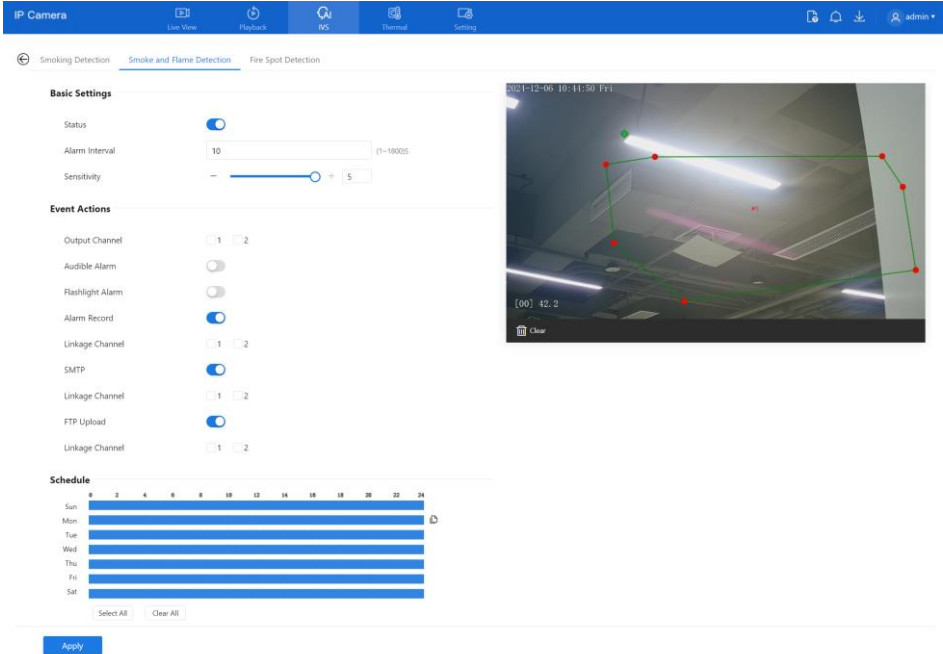 IP Camera
Live View
Playback
IVS
Thermal
Setting
admin
Smoking Detection
Smoke and Flame Detection
Fire Spot Detection
Basic Settings
Status
Alarm Interval
10
(1~1800)S
Sensitivity
5
Event Actions
Output Channel 1 2
Audible Alarm
Flashlight Alarm
Alarm Record
Linkage Channel 1 2
SMTP
Linkage Channel 1 2
FTP Upload
Linkage Channel 1 2
2024-12-06 10:44:50 Fri
#1
[00] 42.2
Clear
Schedule
0 2 4 6 8 10 12 14 16 18 20 22 24
Sun
Mon
Tue
Wed
Thu
Fri
Sat
Select All
Clear All
Apply